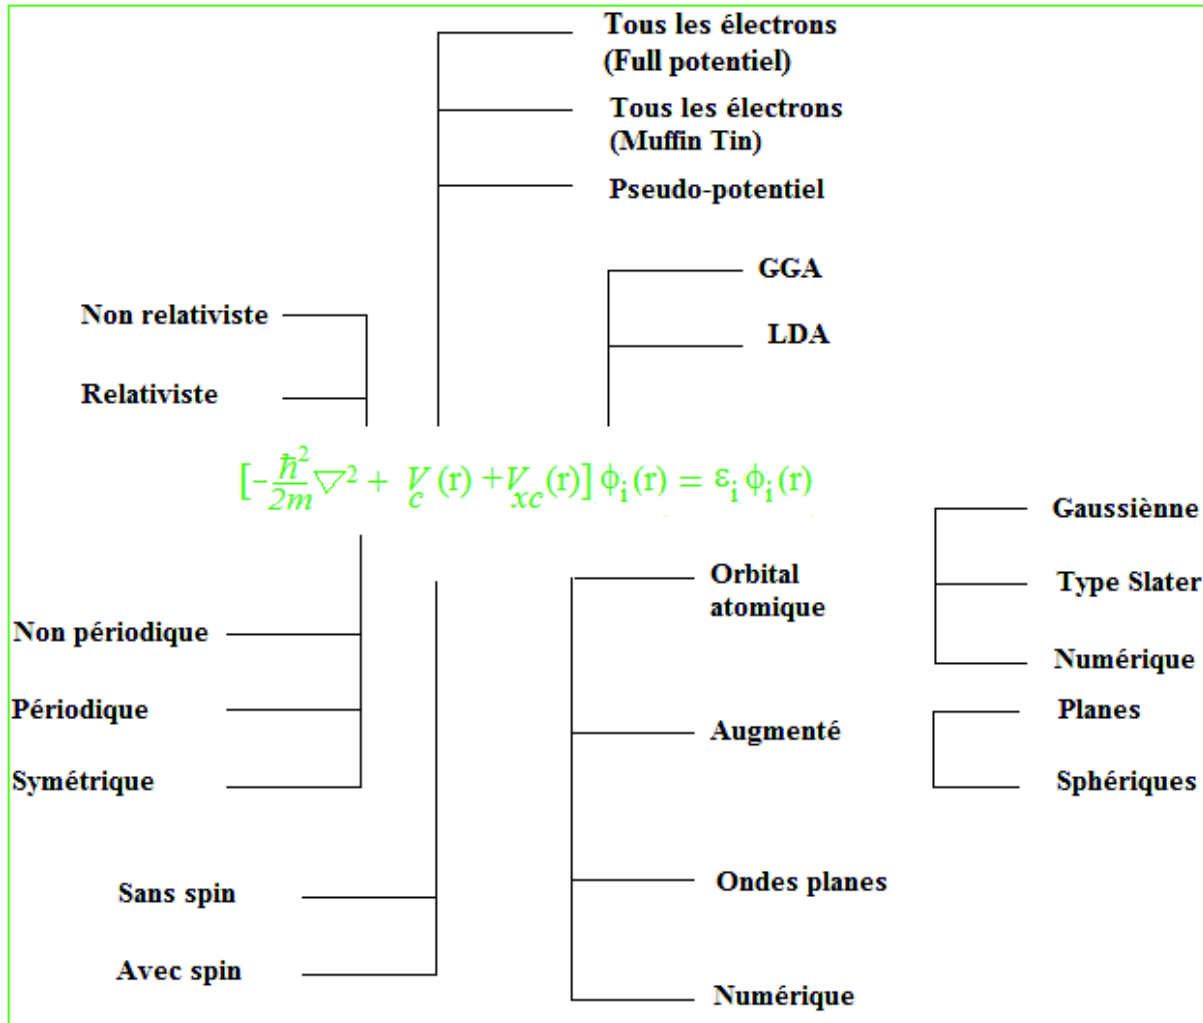 Tous les électrons
(Full potentiel)
Tous les électrons
(Muffin Tin)
Pseudo-potentiel
GGA
LDA
Non relativiste
Relativiste
[-ℏ²/2m ▽² + V_c(r) + V_xc(r)] ϕ_i(r) = ε_i ϕ_i(r)
Non périodique
Périodique
Symétrique
Sans spin
Avec spin
Orbital
atomique
Augmenté
Ondes planes
Numérique
Gaussiènne
Type Slater
Numérique
Planes
Sphériques